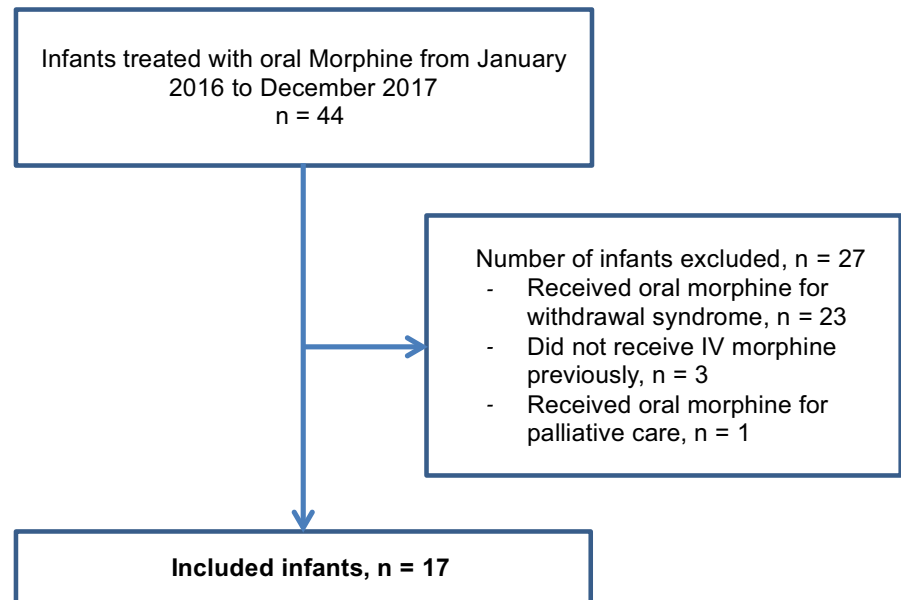 Infants treated with oral Morphine from January
2016 to December 2017
n = 44
Number of infants excluded, n = 27
- Received oral morphine for
withdrawal syndrome, n = 23
- Did not receive IV morphine
previously, n = 3
- Received oral morphine for
palliative care, n = 1
Included infants, n = 17